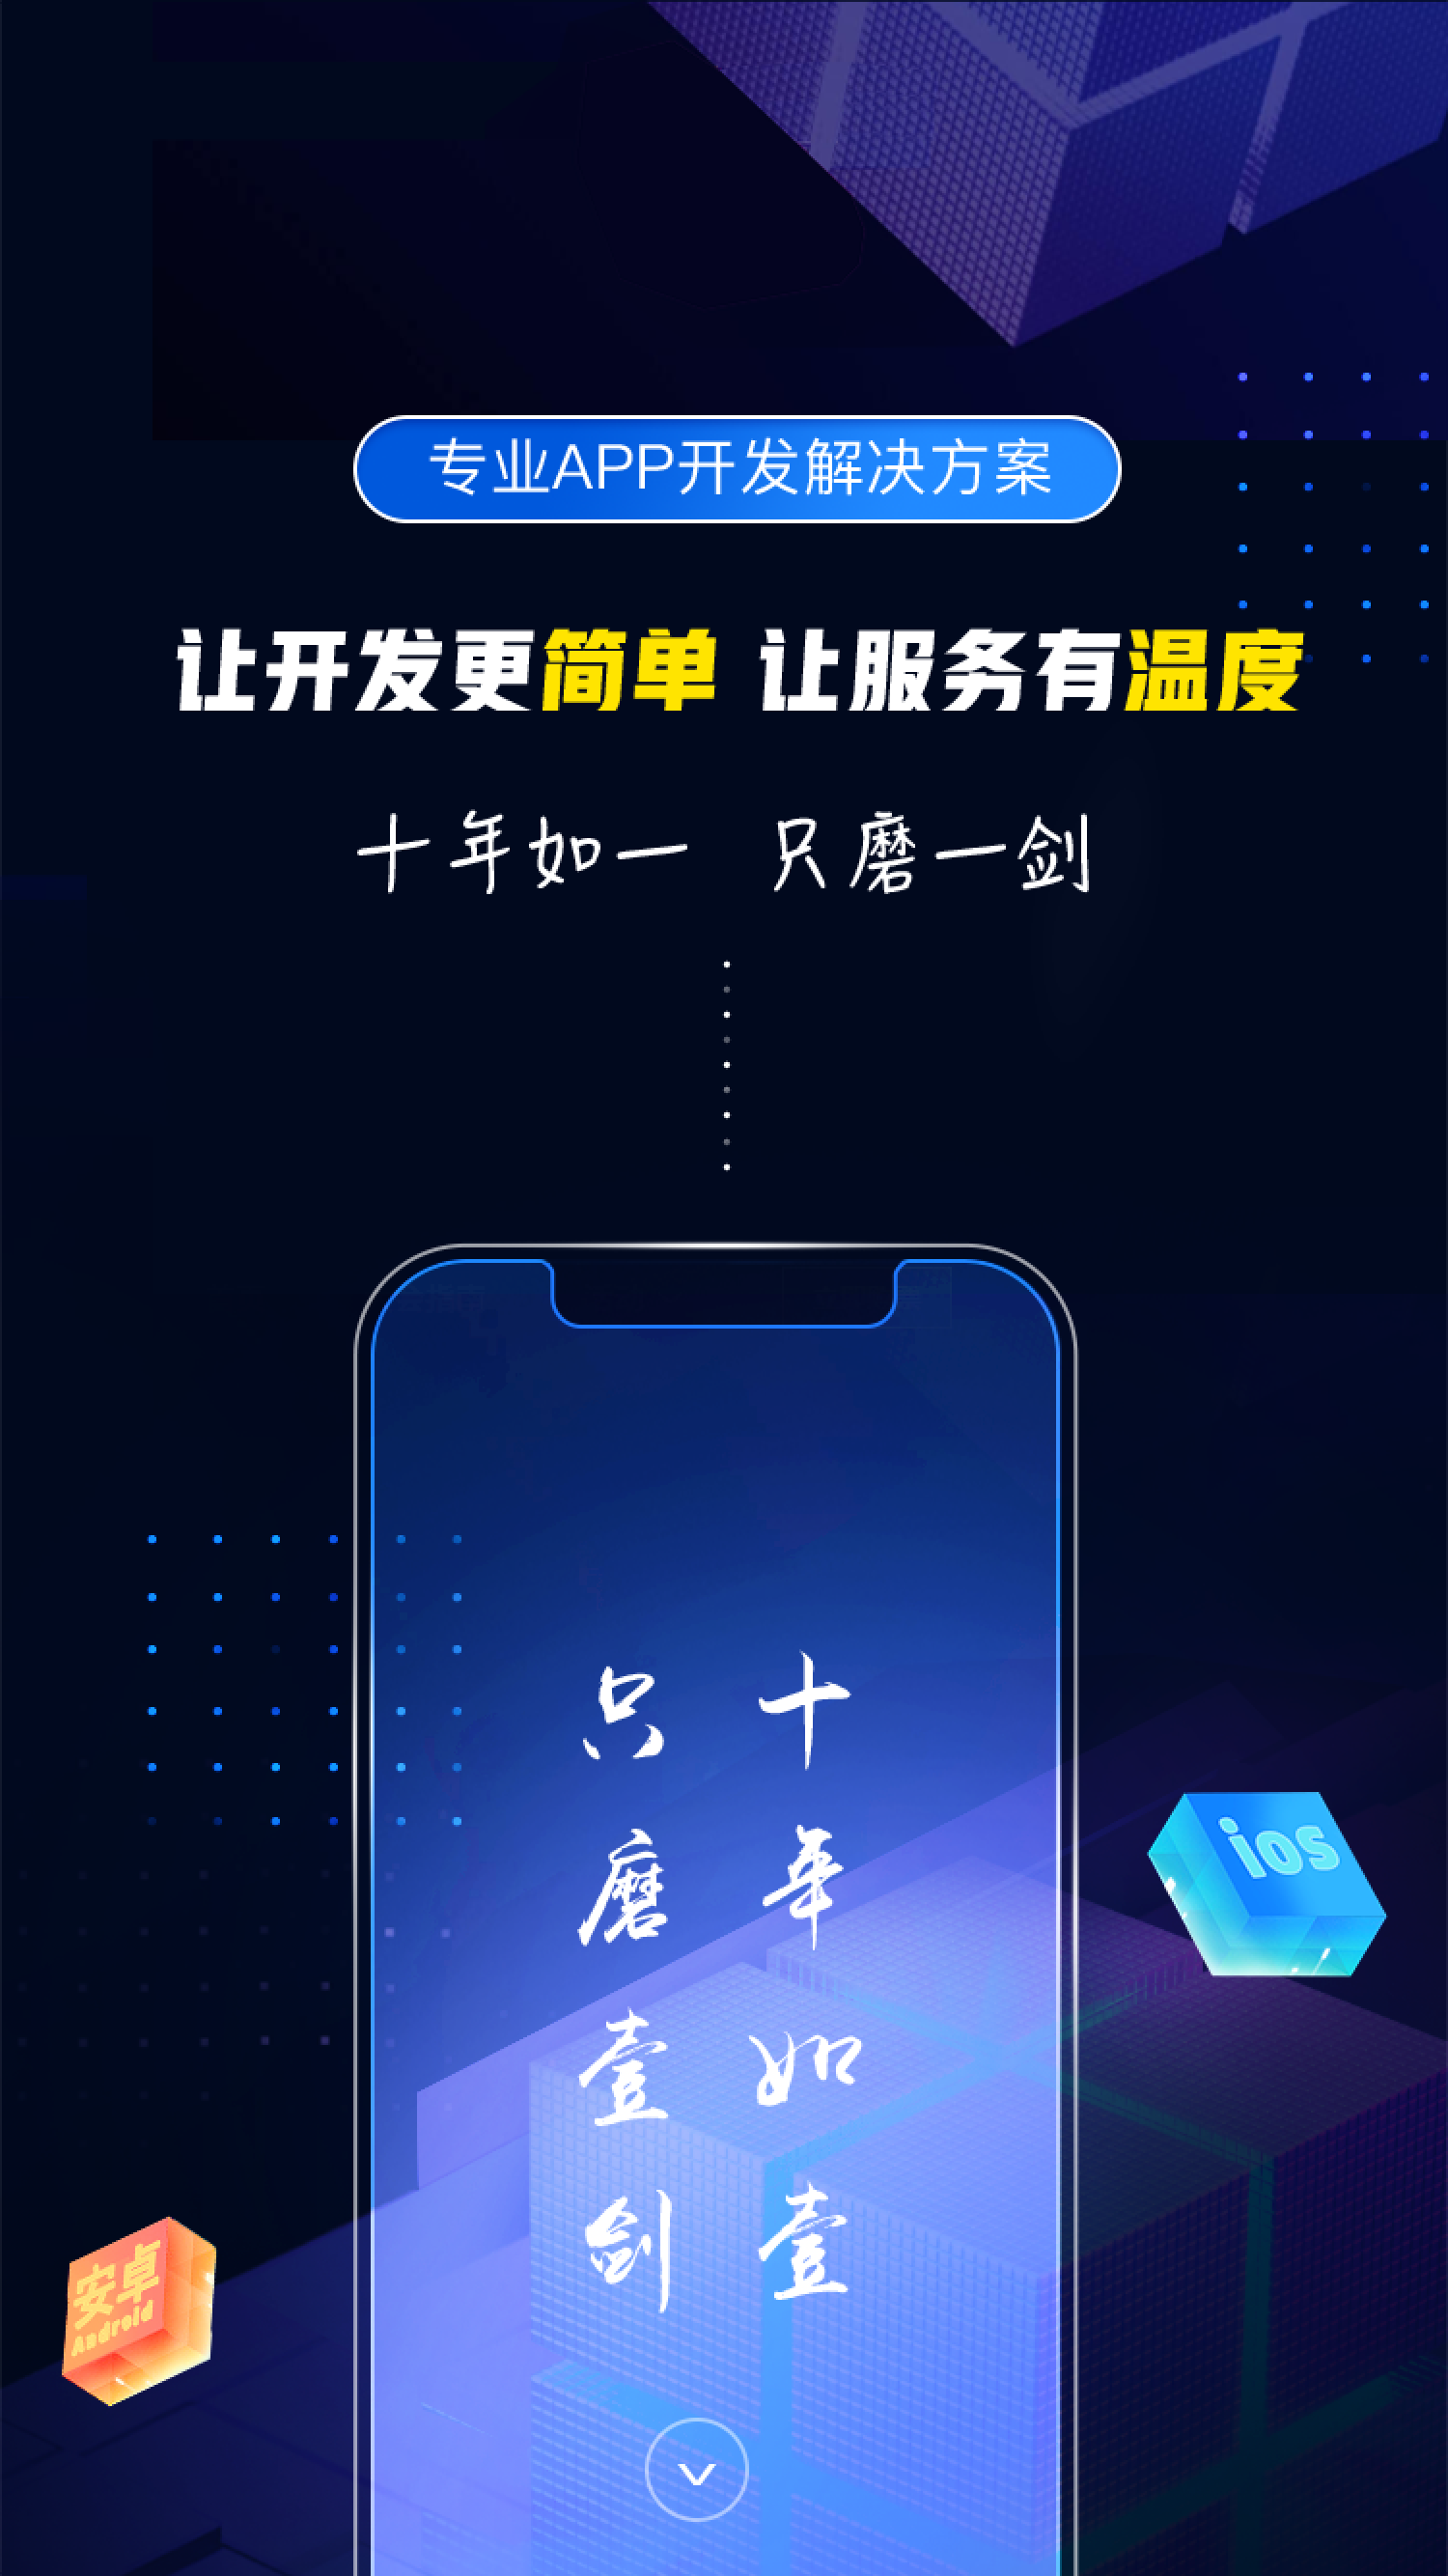 专业APP开发解决方案
让开发更简单 让服务有温度
十年如一 只磨一剑
十年如壹
只磨壹剑
ios
安卓
Android